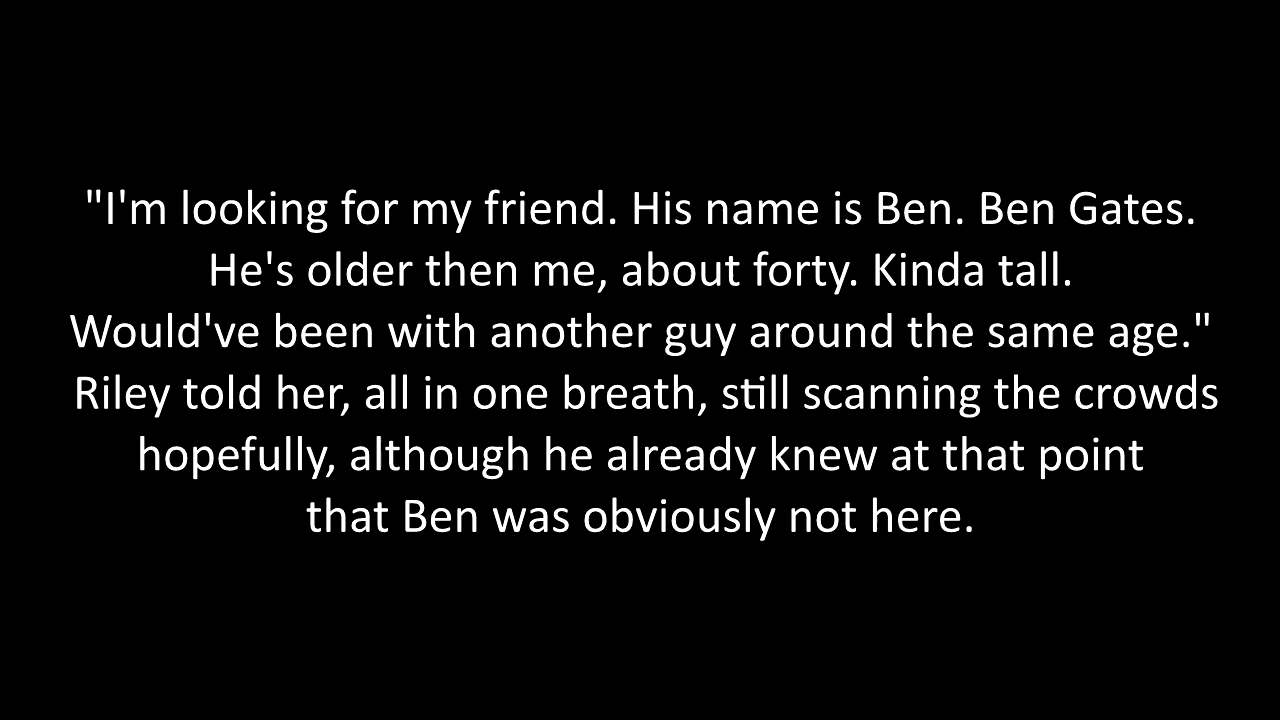 "I'm looking for my friend. His name is Ben. Ben Gates.
He's older then me, about forty. Kinda tall.
Would've been with another guy around the same age."
Riley told her, all in one breath, still scanning the crowds
hopefully, although he already knew at that point
that Ben was obviously not here.